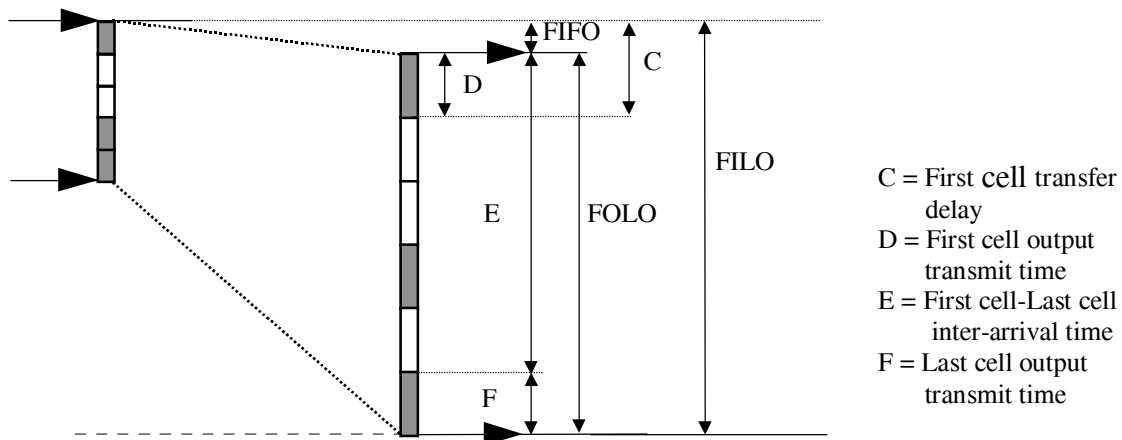 FIFO
C
D
FILO
E
FOLO
F
C = First cell transfer
delay
D = First cell output
transmit time
E = First cell-Last cell
inter-arrival time
F = Last cell output
transmit time